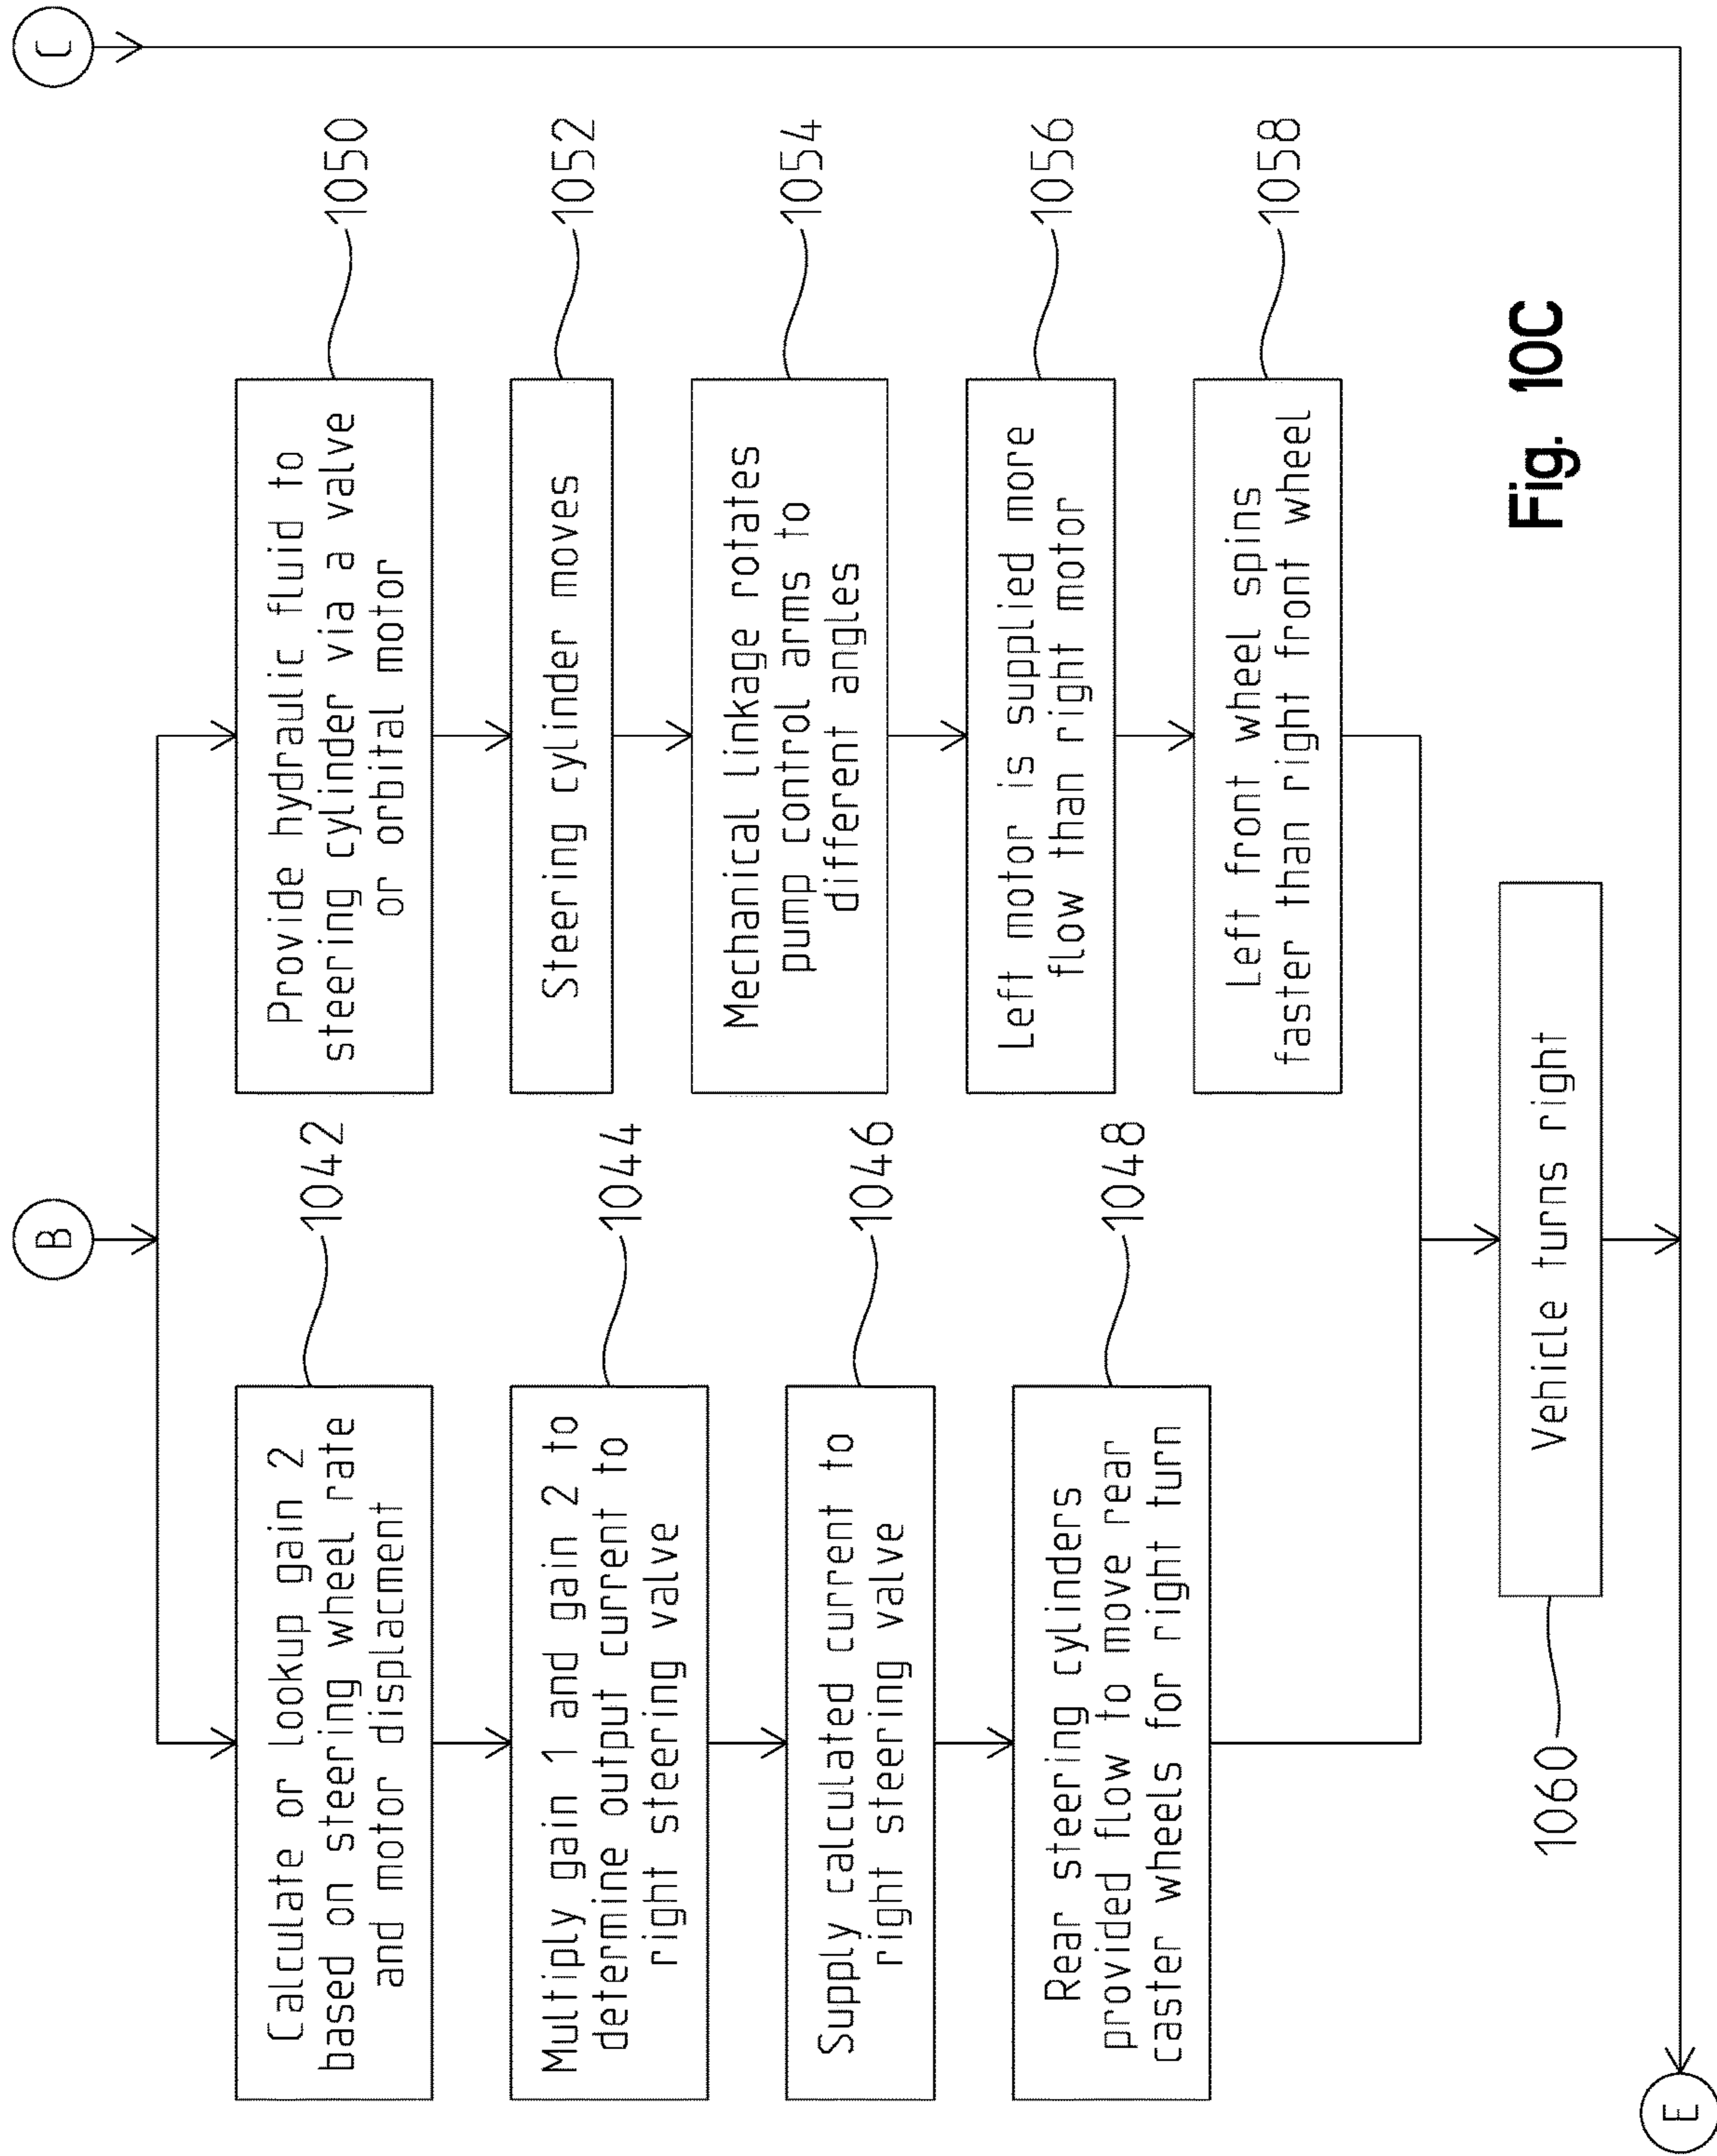 B
C
Calculate or lookup gain 2
based on steering wheel rate
and motor displacment
1042
Multiply gain 1 and gain 2 to
determine output current to
right steering valve
1044
Supply calculated current to
right steering valve
1046
Rear steering cylinders
provided flow to move rear
caster wheels for right turn
1048
Provide hydraulic fluid to
steering cylinder via a valve
or orbital motor
1050
Steering cylinder moves
1052
Mechanical linkage rotates
pump control arms to
different angles
1054
Left motor is supplied more
flow than right motor
1056
Left front wheel spins
faster than right front wheel
1058
Vehicle turns right
1060
E
Fig. 10C